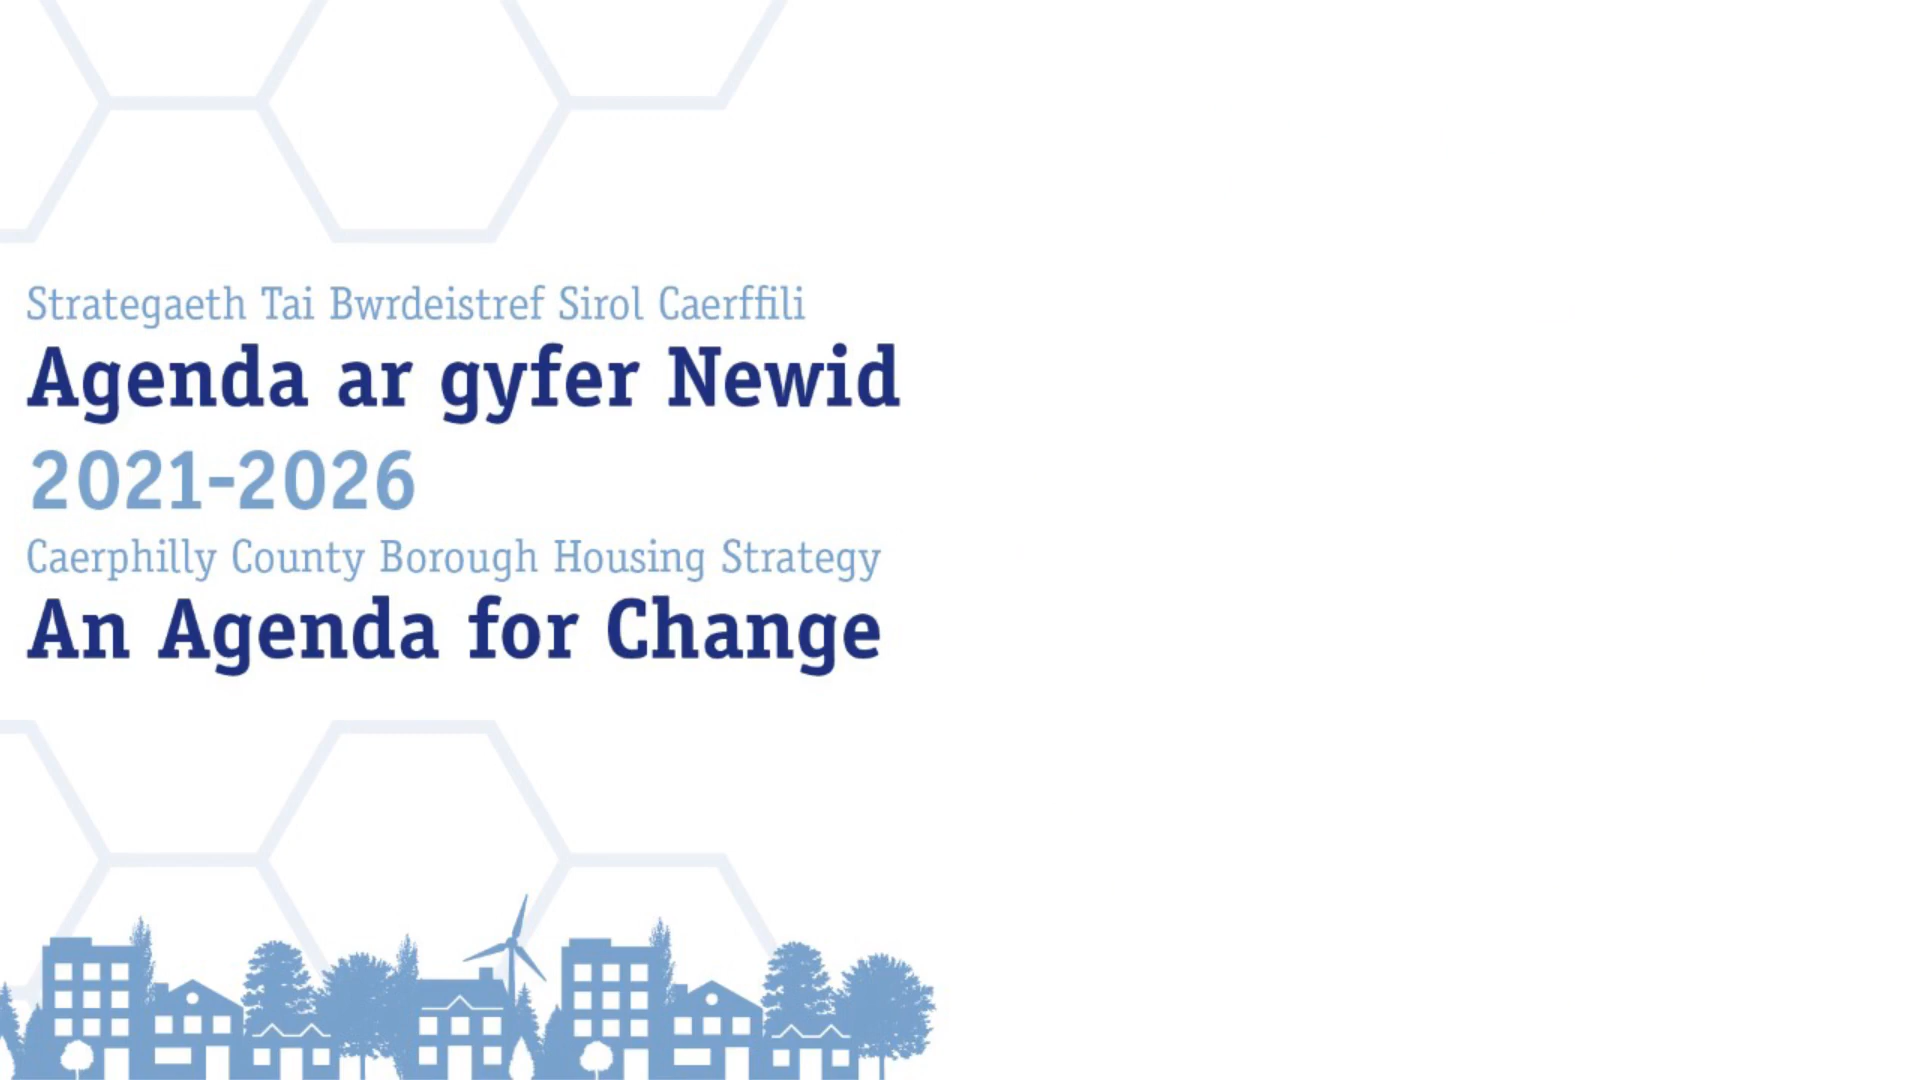 Strategaeth Tai Bwrdeistref Sirol Caerffili
Agenda ar gyfer Newid
2021-2026
Caerphilly County Borough Housing Strategy
An Agenda for Change